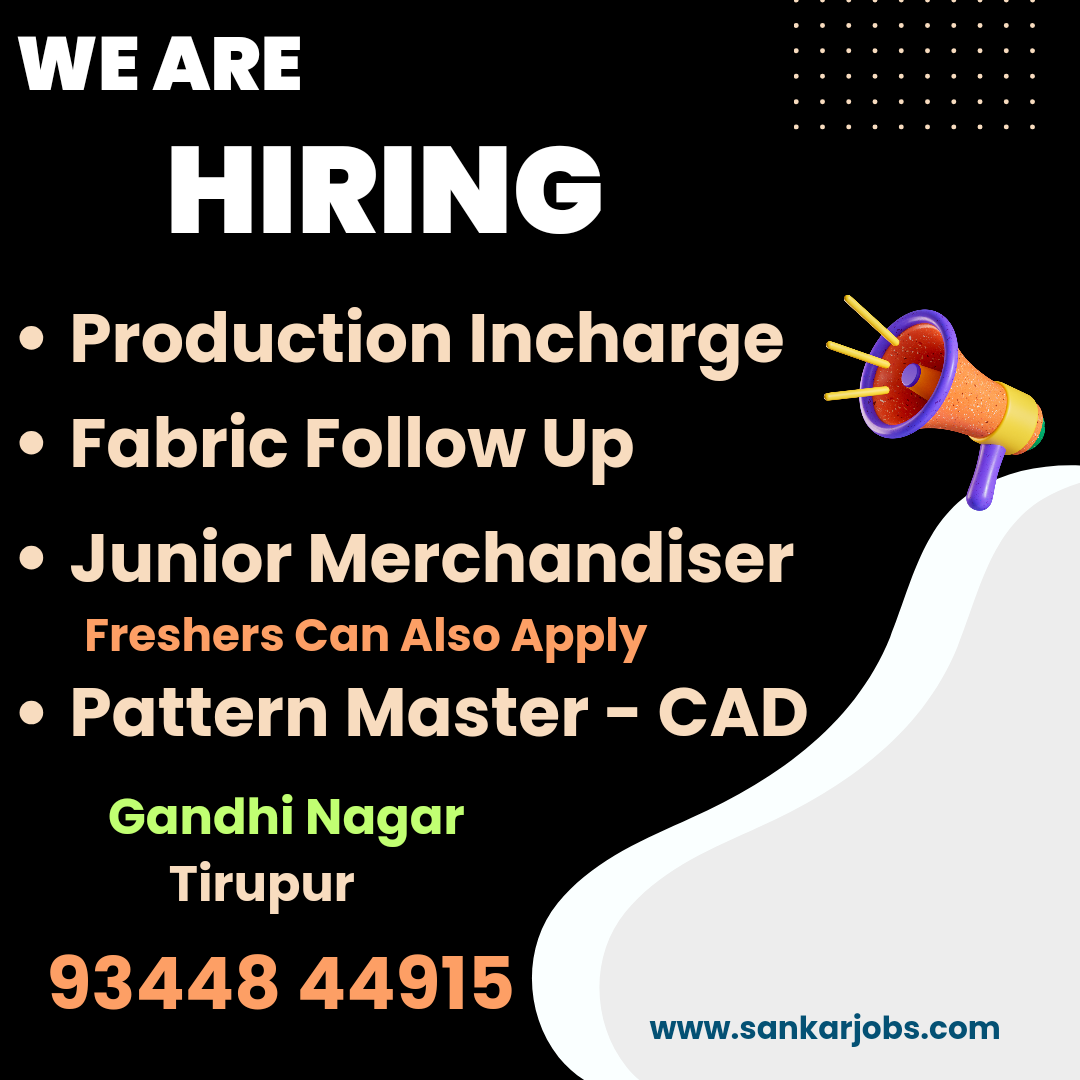 WE ARE
HIRING
• Production Incharge
• Fabric Follow Up
• Junior Merchandiser
Freshers Can Also Apply
• Pattern Master - CAD
Gandhi Nagar
Tirupur
93448 44915
www.sankarjobs.com